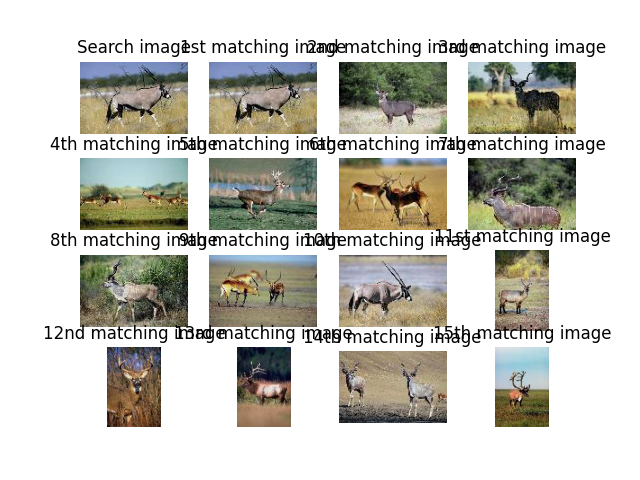 Search image 1st matching image 2nd matching image 3rd matching image
4th matching image 5th matching image 6th matching image 7th matching image
8th matching image 9th matching image 10th matching image 11st matching image
12nd matching image 13rd matching image 14th matching image 15th matching image